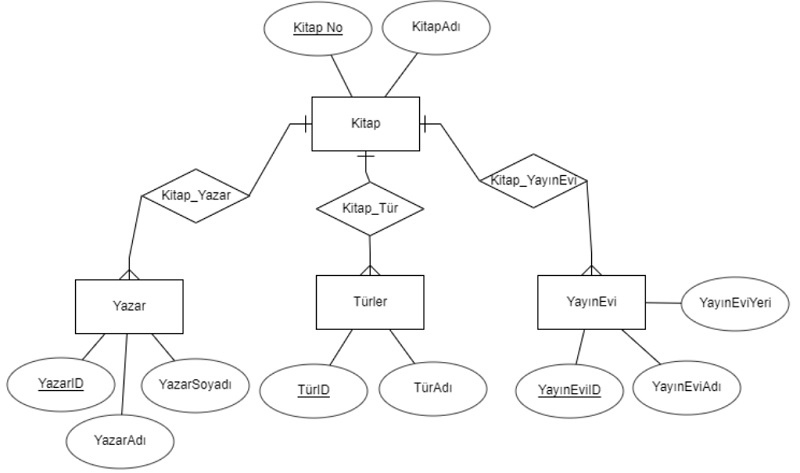 Kitap No
KitapAdı
Kitap
Kitap_Yazar
Kitap_Tür
Kitap_YayınEvi
Yazar
Türler
YayınEvi
YayınEviYeri
YazarID
YazarSoyadı
TürID
TürAdı
YayınEviID
YayınEviAdı
YazarAdı